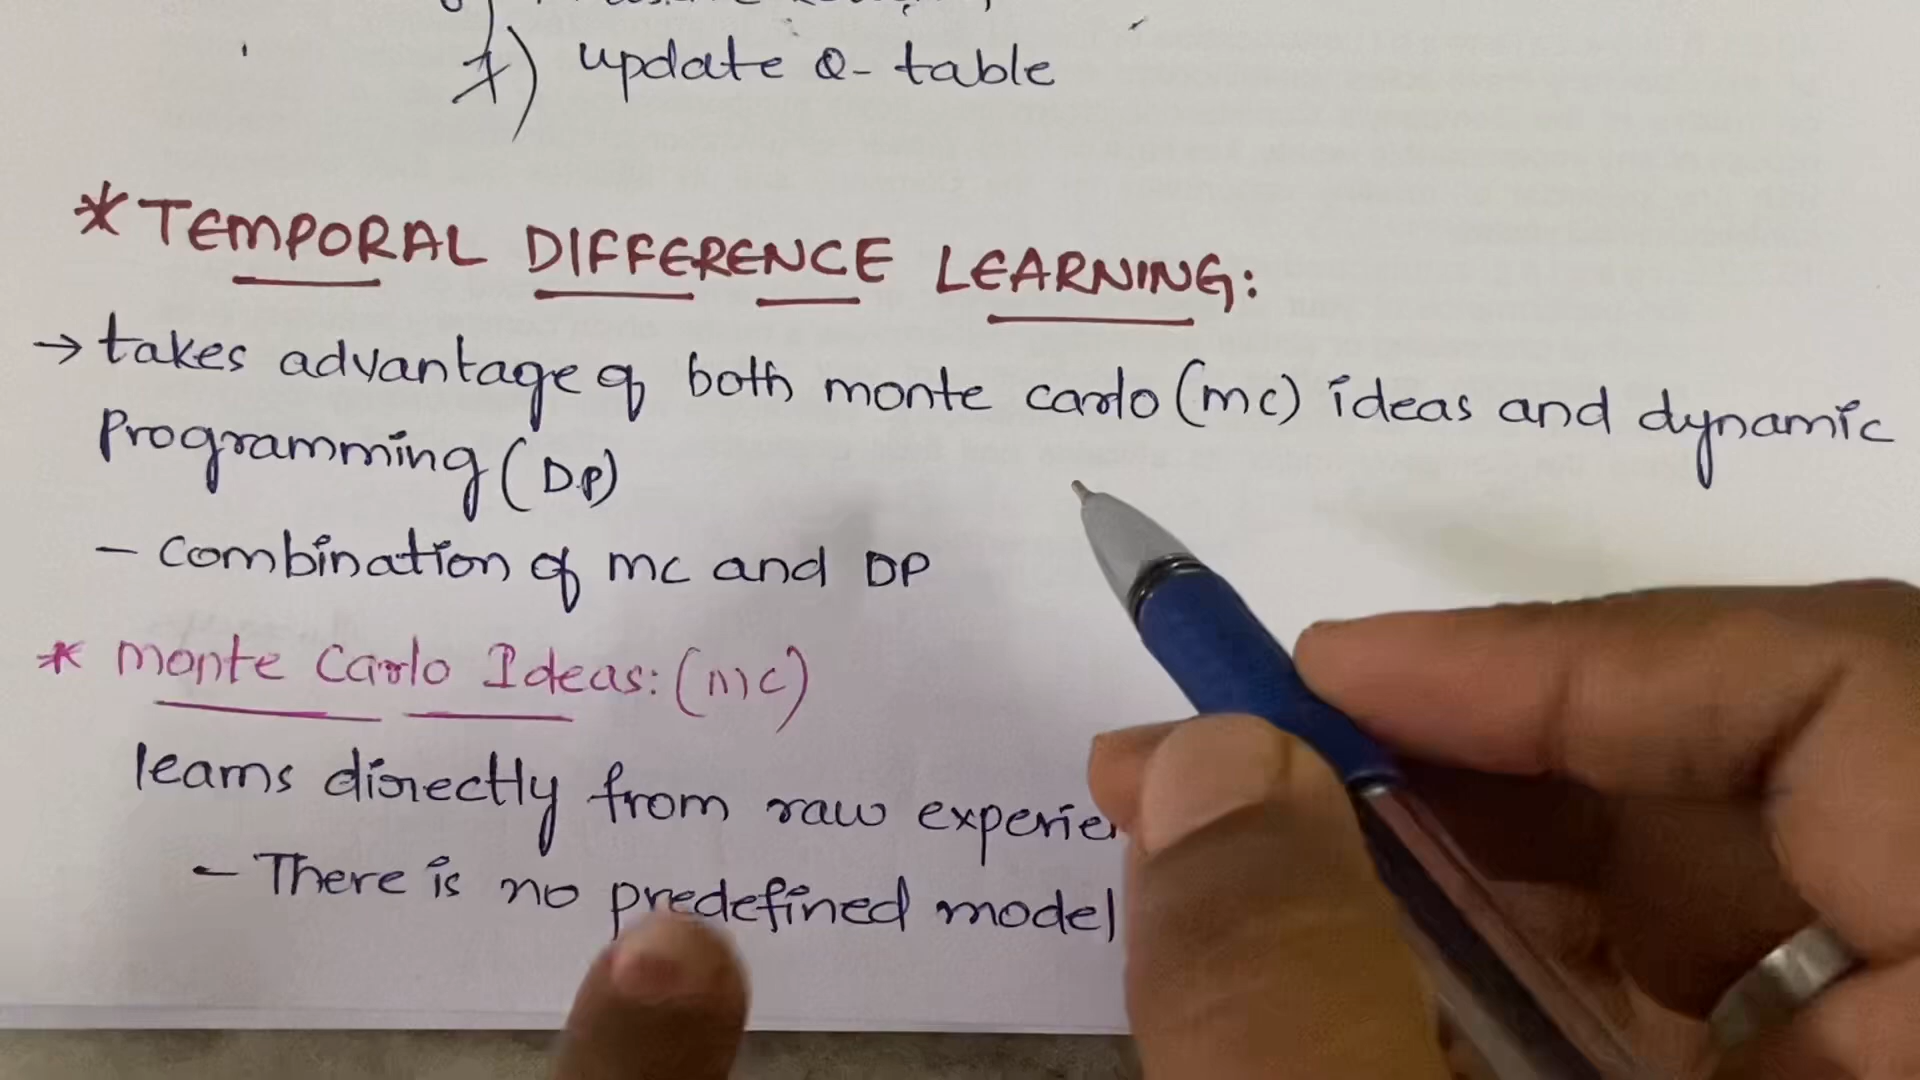 7) update Q-table
* TEMPORAL DIFFERENCE LEARNING:
→ takes advantage of both monte carlo (mc) ideas and dynamic
Programming (DP)
- combination of mc and DP
* Monte Carlo Ideas: (mc)
learns directly from raw
- There is no predefined model